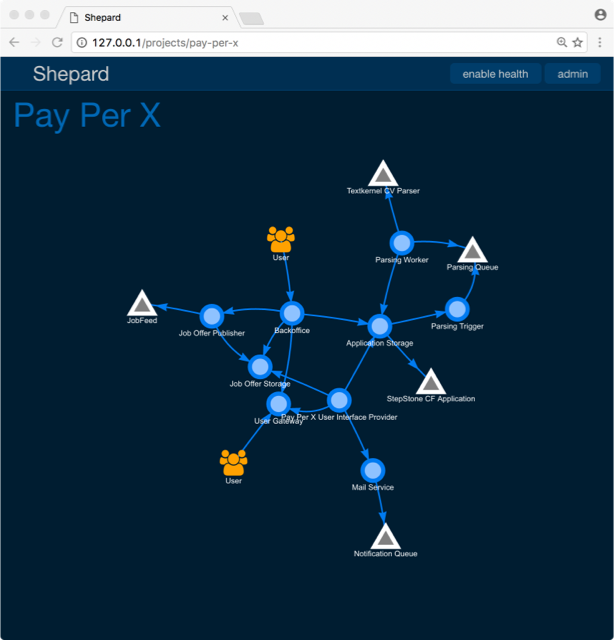 Shepard
127.0.0.1/projects/pay-per-x
Shepard
enable health
admin
Pay Per X
Textkernel CV Parser
User
Parsing Worker
Parsing Queue
JobFeed
Job Offer Publisher
Backoffice
Application Storage
Parsing Trigger
Job Offer Storage
StepStone CF Application
User Gateway
Pay Per X User Interface Provider
User
Mail Service
Notification Queue